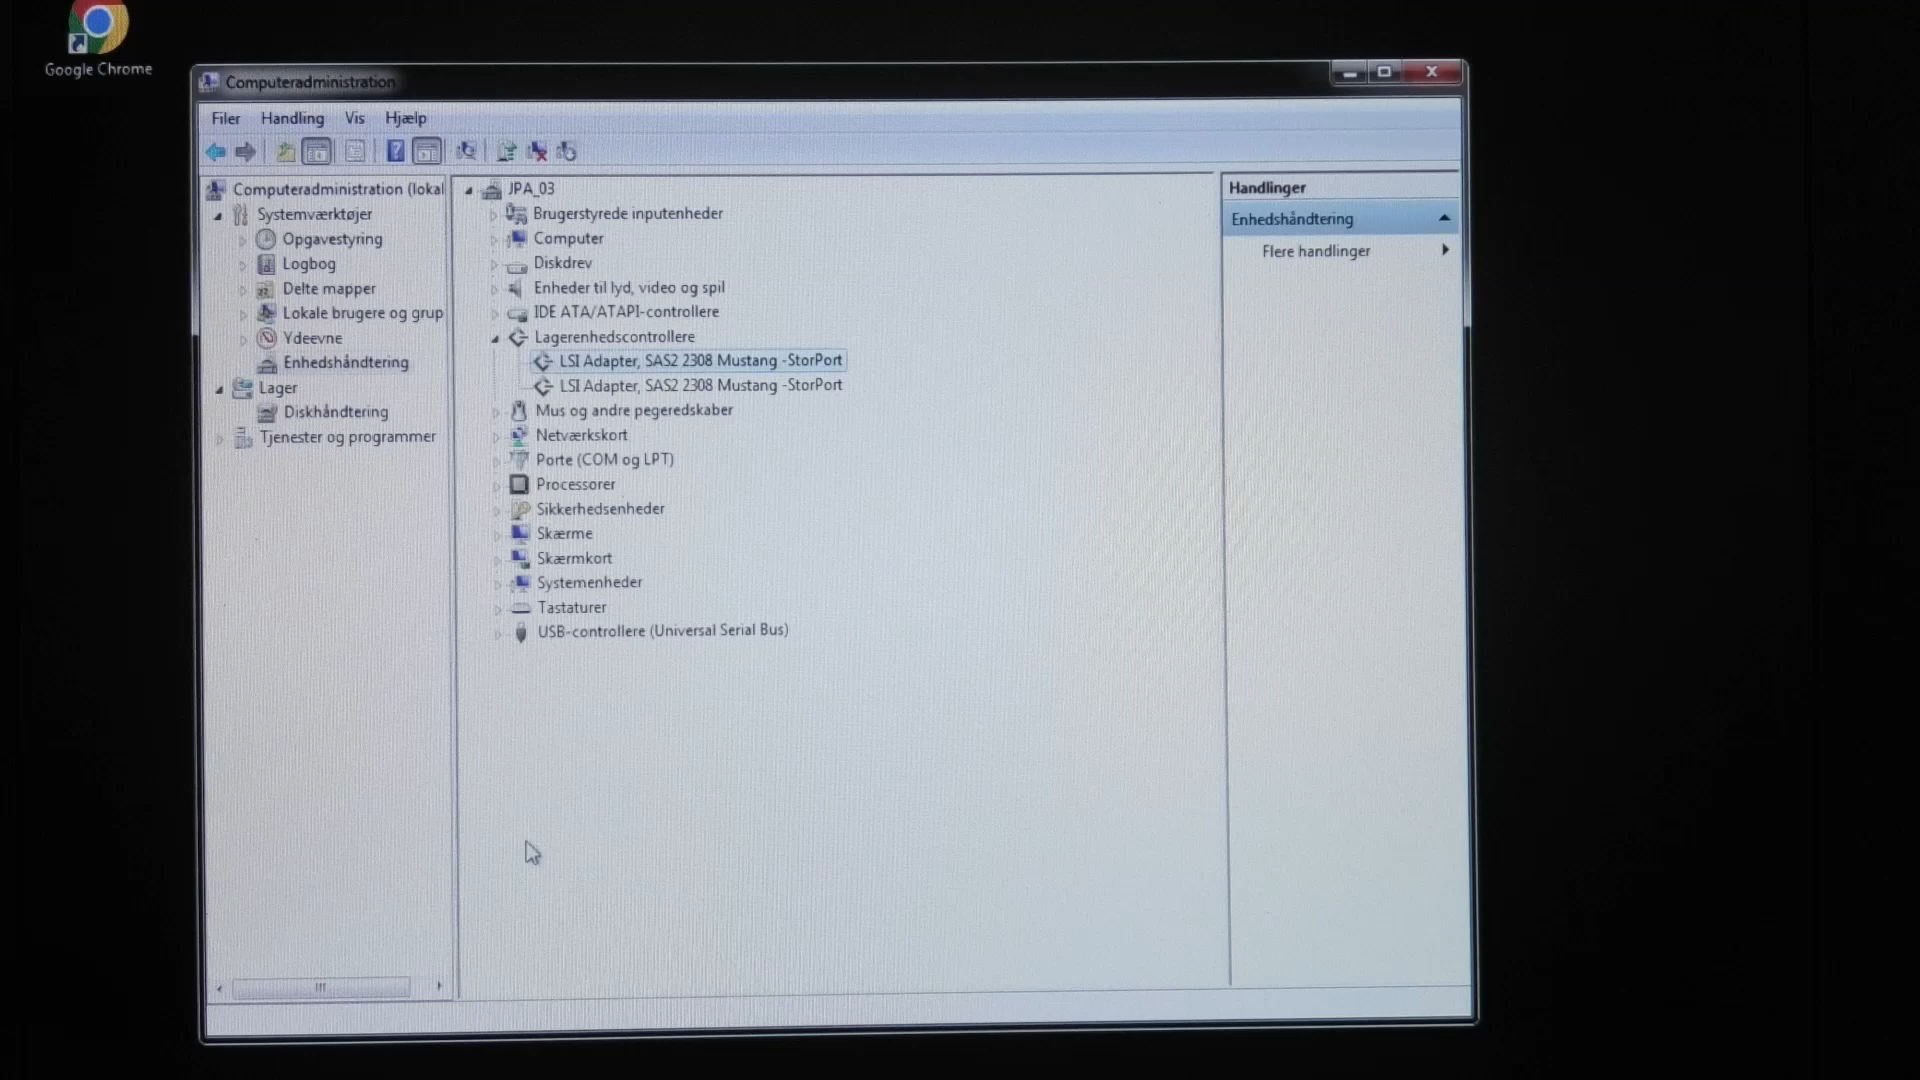 Google Chrome
Computeradministration
Filer Handling Vis Hjælp
Computeradministration (lokal
Systemværktøjer
Opgavestyring
Logbog
Delte mapper
Lokale brugere og grup
Ydeevne
Enhedshåndtering
Lager
Diskhåndtering
Tjenester og programmer
JPA_03
Brugerstyrede inputenheder
Computer
Diskdrev
Enheder til lyd, video og spil
IDE ATA/ATAPI-controllere
Lagerenhedscontrollere
LSI Adapter, SAS2 2308 Mustang -StorPort
LSI Adapter, SAS2 2308 Mustang -StorPort
Mus og andre pegeredskaber
Netværkskort
Porte (COM og LPT)
Processorer
Sikkerhedsenheder
Skærme
Skærmkort
Systemenheder
Tastaturer
USB-controllere (Universal Serial Bus)
Handlinger
Enhedshåndtering
Flere handlinger